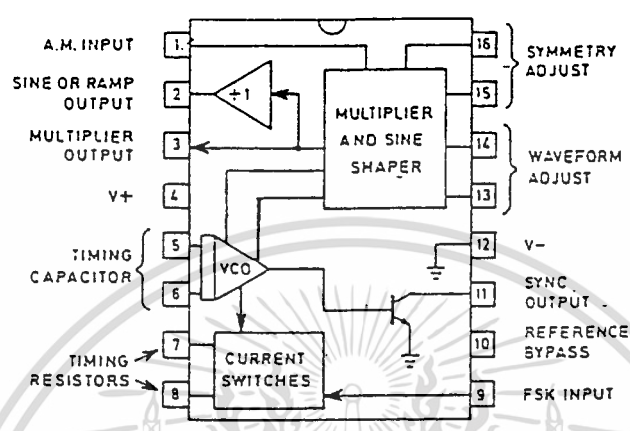 A.M. INPUT
1
SINE OR RAMP
OUTPUT
2
MULTIPLIER
OUTPUT
3
V+
4
TIMING
CAPACITOR
5
6
TIMING
RESISTORS
7
8
÷1
MULTIPLIER
AND SINE
SHAPER
VCO
CURRENT
SWITCHES
16
15
SYMMETRY
ADJUST
14
13
WAVEFORM
ADJUST
12
V-
11
SYNC
OUTPUT
10
REFERENCE
BYPASS
9
FSK INPUT